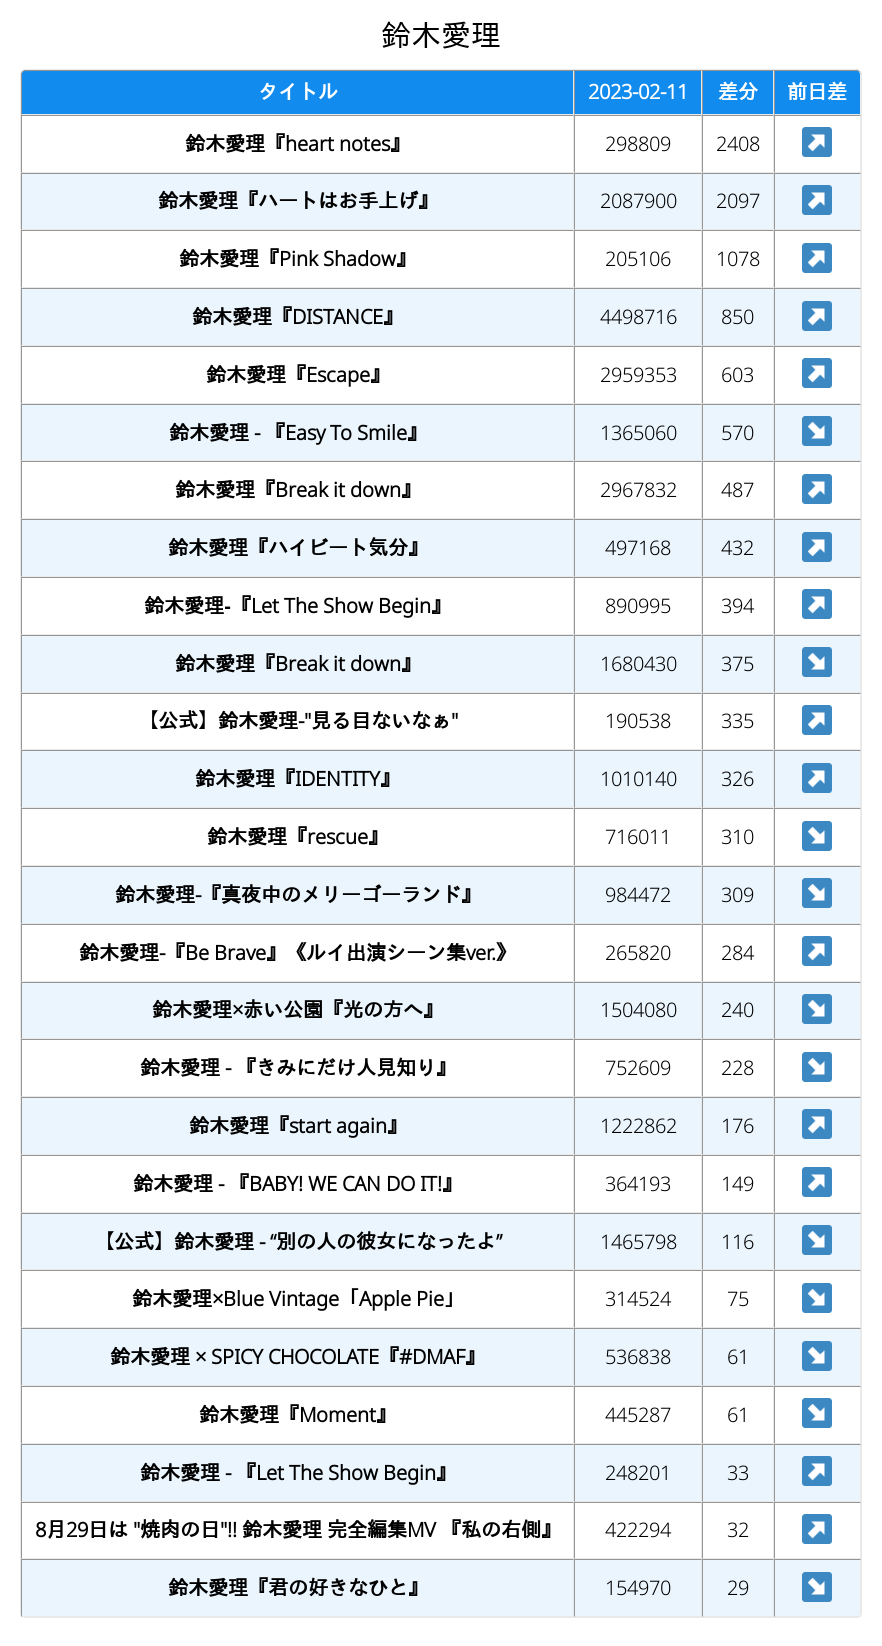 鈴木愛理
タイトル 2023-02-11 差分 前日差
鈴木愛理『heart notes』 298809 2408 ↗
鈴木愛理『ハートはお手上げ』 2087900 2097 ↗
鈴木愛理『Pink Shadow』 205106 1078 ↗
鈴木愛理『DISTANCE』 4498716 850 ↗
鈴木愛理『Escape』 2959353 603 ↗
鈴木愛理 - 『Easy To Smile』 1365060 570 ↘
鈴木愛理『Break it down』 2967832 487 ↗
鈴木愛理『ハイビート気分』 497168 432 ↗
鈴木愛理-『Let The Show Begin』 890995 394 ↗
鈴木愛理『Break it down』 1680430 375 ↘
【公式】鈴木愛理-"見る目ないなぁ" 190538 335 ↗
鈴木愛理『IDENTITY』 1010140 326 ↗
鈴木愛理『rescue』 716011 310 ↘
鈴木愛理-『真夜中のメリーゴーランド』 984472 309 ↘
鈴木愛理-『Be Brave』《ルイ出演シーン集ver.》 265820 284 ↗
鈴木愛理×赤い公園『光の方へ』 1504080 240 ↘
鈴木愛理 - 『きみにだけ人見知り』 752609 228 ↘
鈴木愛理『start again』 1222862 176 ↗
鈴木愛理 - 『BABY! WE CAN DO IT!』 364193 149 ↗
【公式】鈴木愛理 - “別の人の彼女になったよ” 1465798 116 ↘
鈴木愛理×Blue Vintage「Apple Pie」 314524 75 ↘
鈴木愛理 × SPICY CHOCOLATE『#DMAF』 536838 61 ↘
鈴木愛理『Moment』 445287 61 ↘
鈴木愛理 - 『Let The Show Begin』 248201 33 ↗
8月29日は "焼肉の日"!! 鈴木愛理 完全編集MV 『私の右側』 422294 32 ↗
鈴木愛理『君の好きなひと』 154970 29 ↘